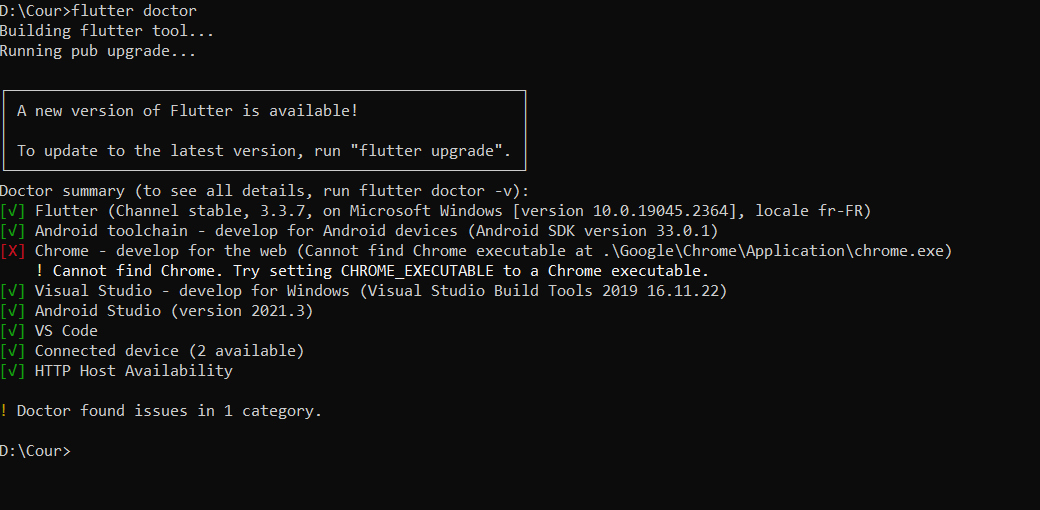 D:\Cour>flutter doctor
Building flutter tool...
Running pub upgrade...
A new version of Flutter is available!
To update to the latest version, run "flutter upgrade".
Doctor summary (to see all details, run flutter doctor -v):
[√] Flutter (Channel stable, 3.3.7, on Microsoft Windows [version 10.0.19045.2364], locale fr-FR)
[√] Android toolchain - develop for Android devices (Android SDK version 33.0.1)
[X] Chrome - develop for the web (Cannot find Chrome executable at .\Google\Chrome\Application\chrome.exe)
! Cannot find Chrome. Try setting CHROME_EXECUTABLE to a Chrome executable.
[√] Visual Studio - develop for Windows (Visual Studio Build Tools 2019 16.11.22)
[√] Android Studio (version 2021.3)
[√] VS Code
[√] Connected device (2 available)
[√] HTTP Host Availability
! Doctor found issues in 1 category.
D:\Cour>